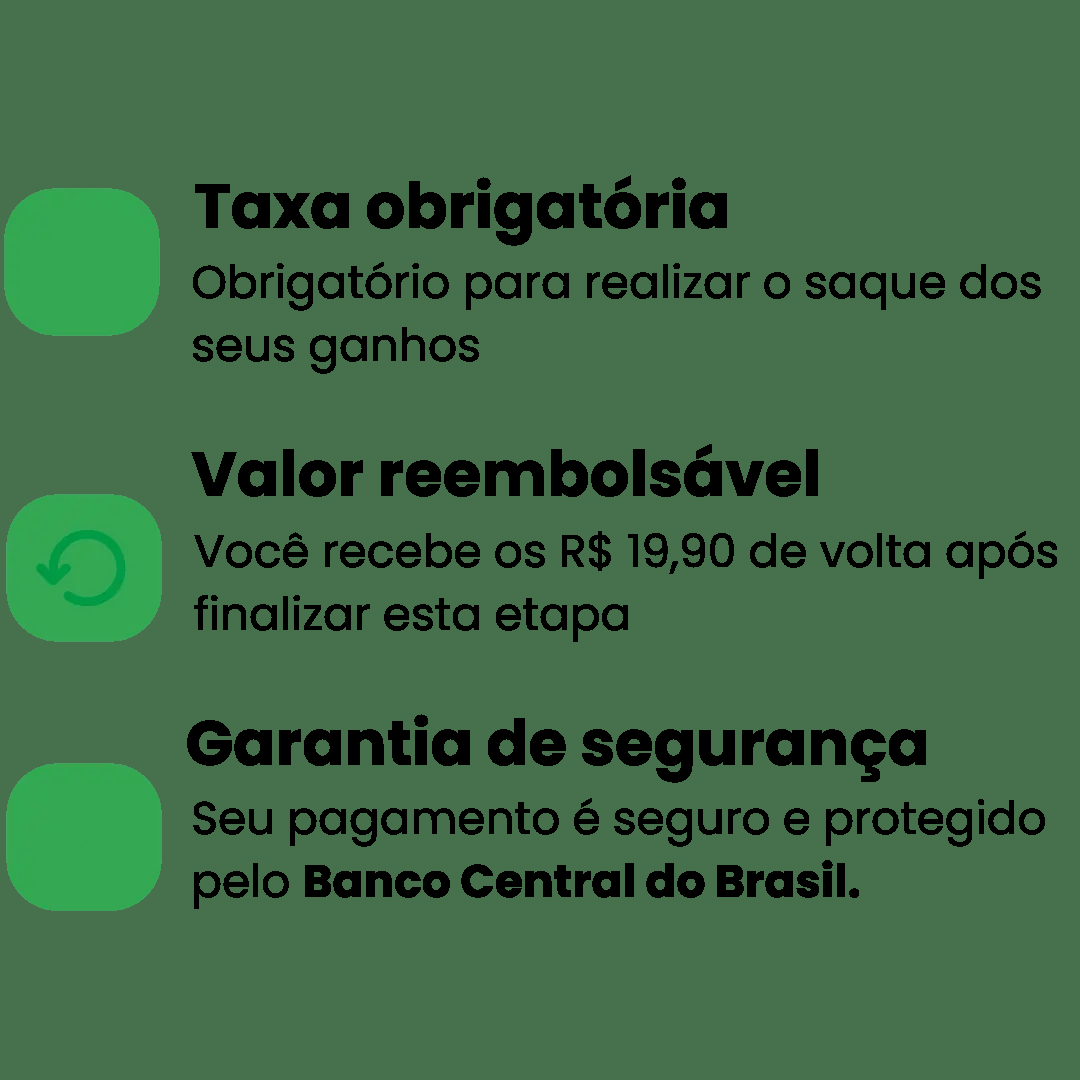 Taxa obrigatória
Obrigatório para realizar o saque dos
seus ganhos
Valor reembolsável
Você recebe os R$ 19,90 de volta após
finalizar esta etapa
Garantia de segurança
Seu pagamento é seguro e protegido
pelo Banco Central do Brasil.